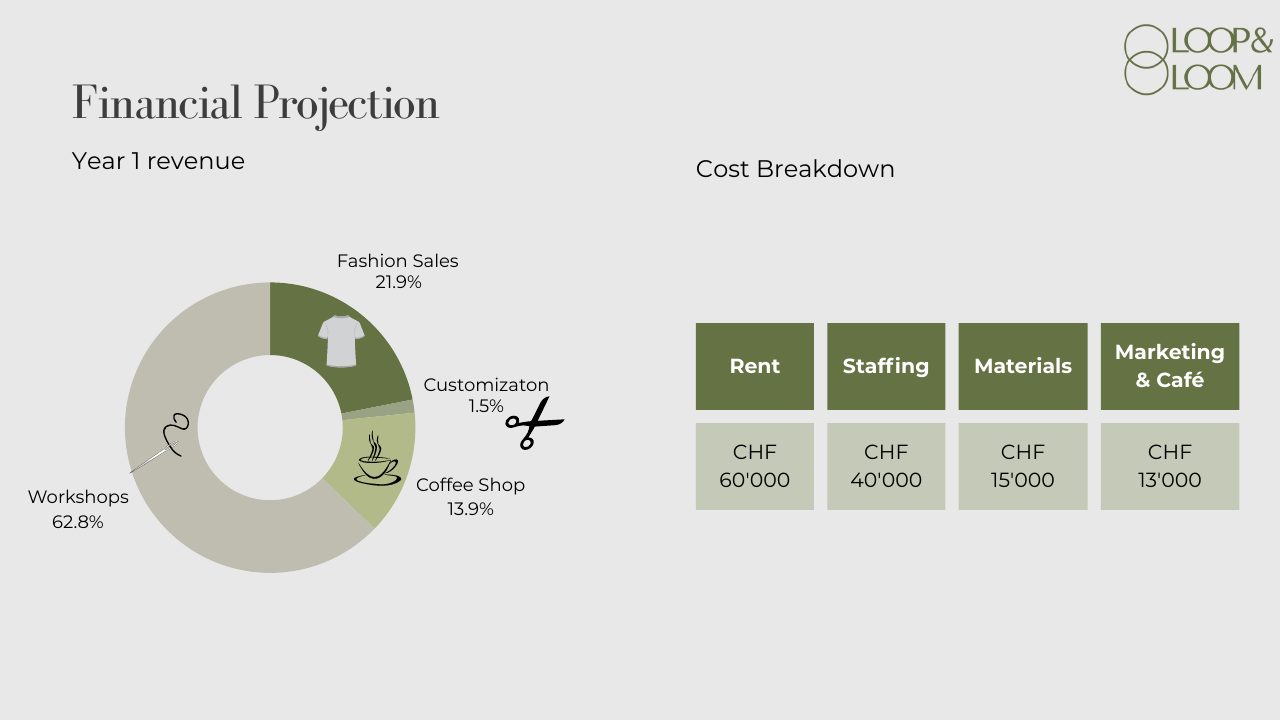 LOOP&
LOOM
Financial Projection
Year 1 revenue
Cost Breakdown
Fashion Sales
21.9%
Customizaton
1.5%
Coffee Shop
13.9%
Workshops
62.8%
Rent
Staffing
Materials
Marketing
& Café
CHF
60'000
CHF
40'000
CHF
15'000
CHF
13'000